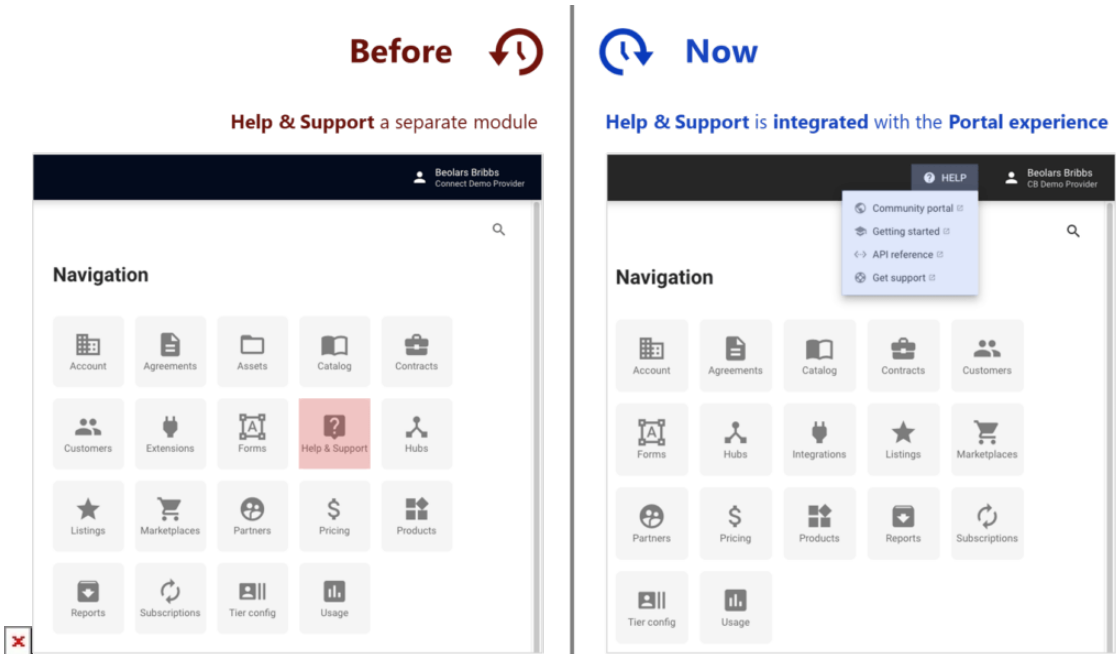 Before
Help & Support a separate module
Beolars Bribbs
Connect Demo Provider
Navigation
Account
Agreements
Assets
Catalog
Contracts
Customers
Extensions
Forms
Help & Support
Hubs
Listings
Marketplaces
Partners
Pricing
Products
Reports
Subscriptions
Tier config
Usage
Now
Help & Support is integrated with the Portal experience
HELP
Beolars Bribbs
CB Demo Provider
Community portal
Getting started
API reference
Get support
Navigation
Account
Agreements
Catalog
Contracts
Customers
Forms
Hubs
Integrations
Listings
Marketplaces
Partners
Pricing
Products
Reports
Subscriptions
Tier config
Usage